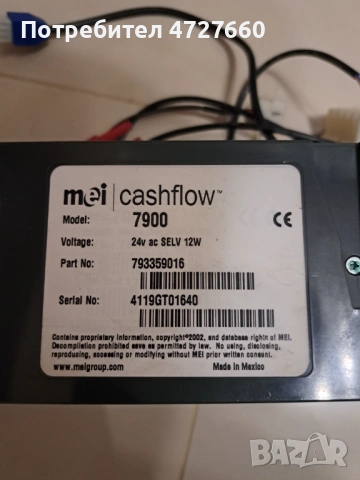 Потребител 4727660
mei cashflow™
Model: 7900
CE
Voltage: 24v ac SELV 12W
Part No: 793359016
Serial No: 4119GT01640
Contains proprietary information, copyright©2002, and database rights of MEI.
Decompilation prohibited save as permitted by law. No using, disclosing,
reproducing, accessing or modifying without MEI prior written consent.
www.meigroup.com Made in Mexico
BAZAR